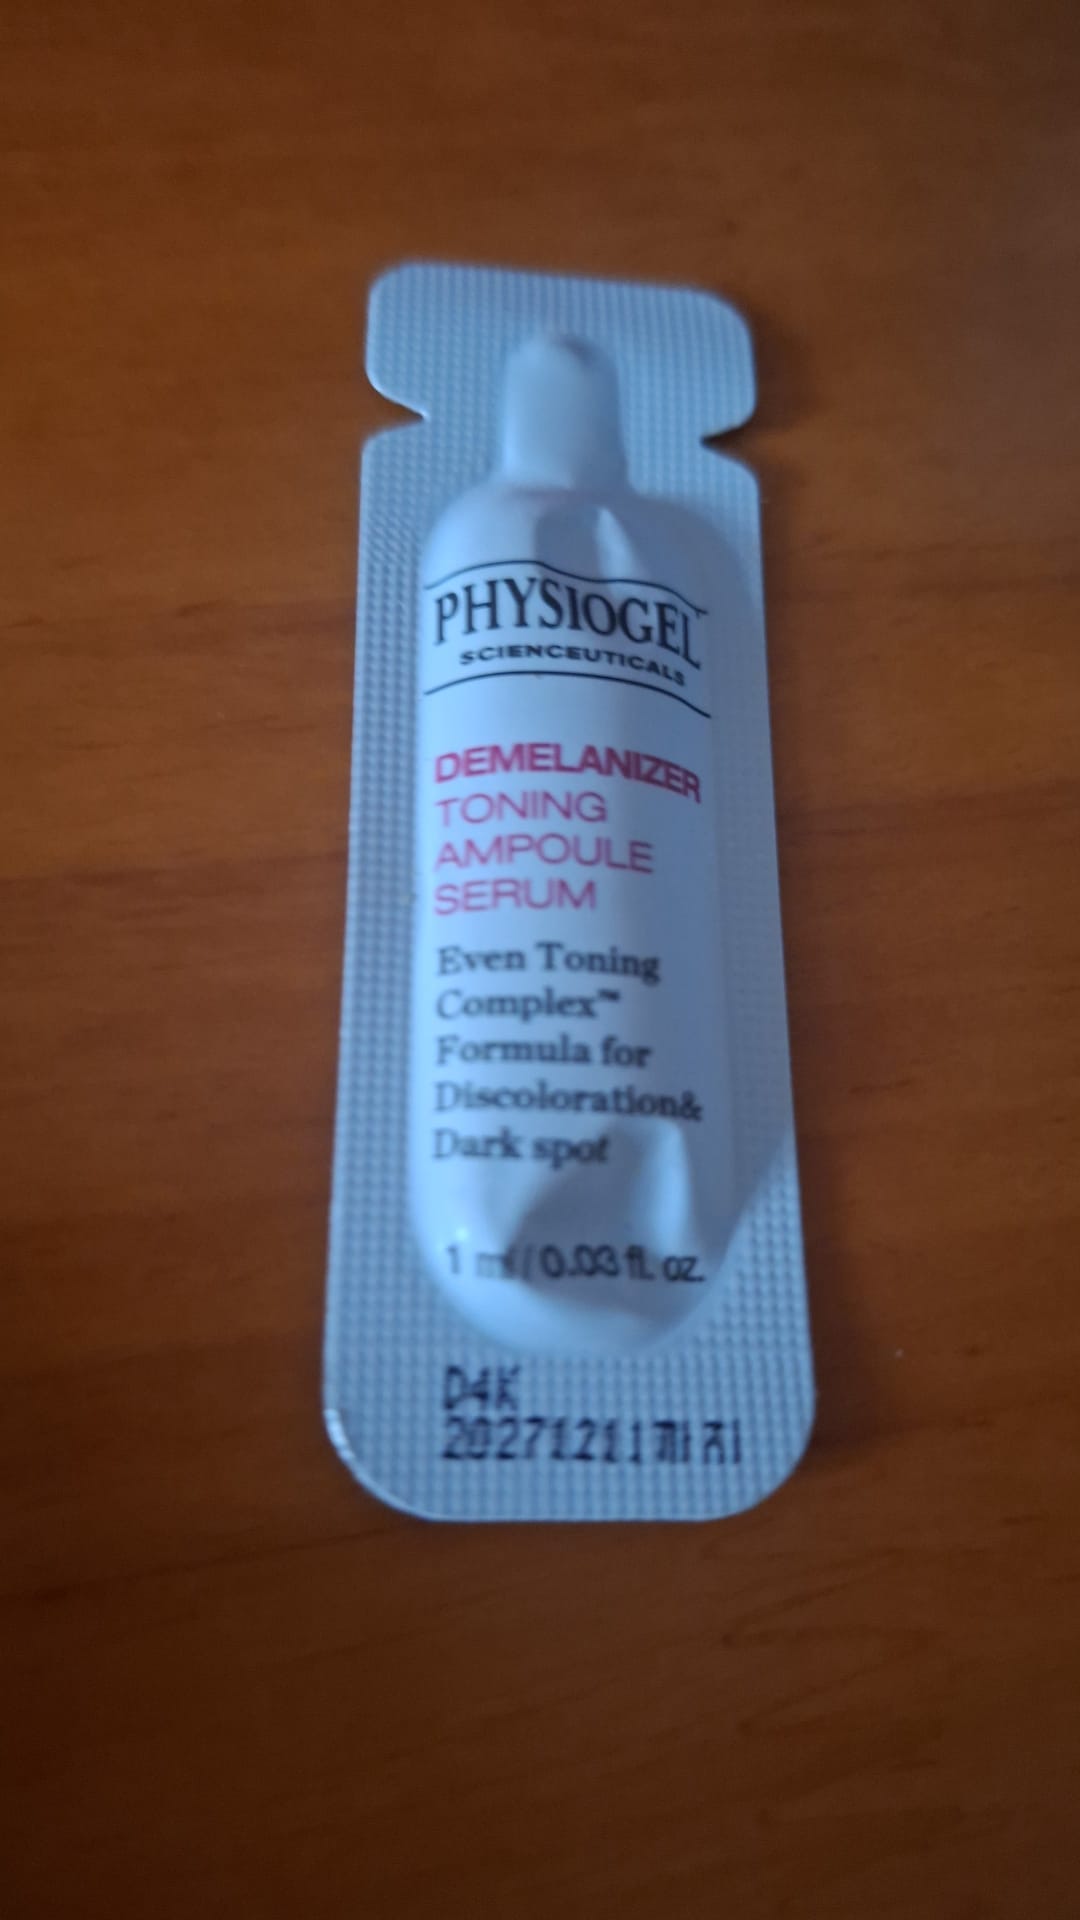 PHYSIOGEL
SCIENCEUTICALS
DEMELANIZER
TONING
AMPOULE
SERUM
Even Toning
Complex™
Formula for
Discoloration&
Dark spot
1 ml/0.03 fl. oz.
D4K
20271211까지